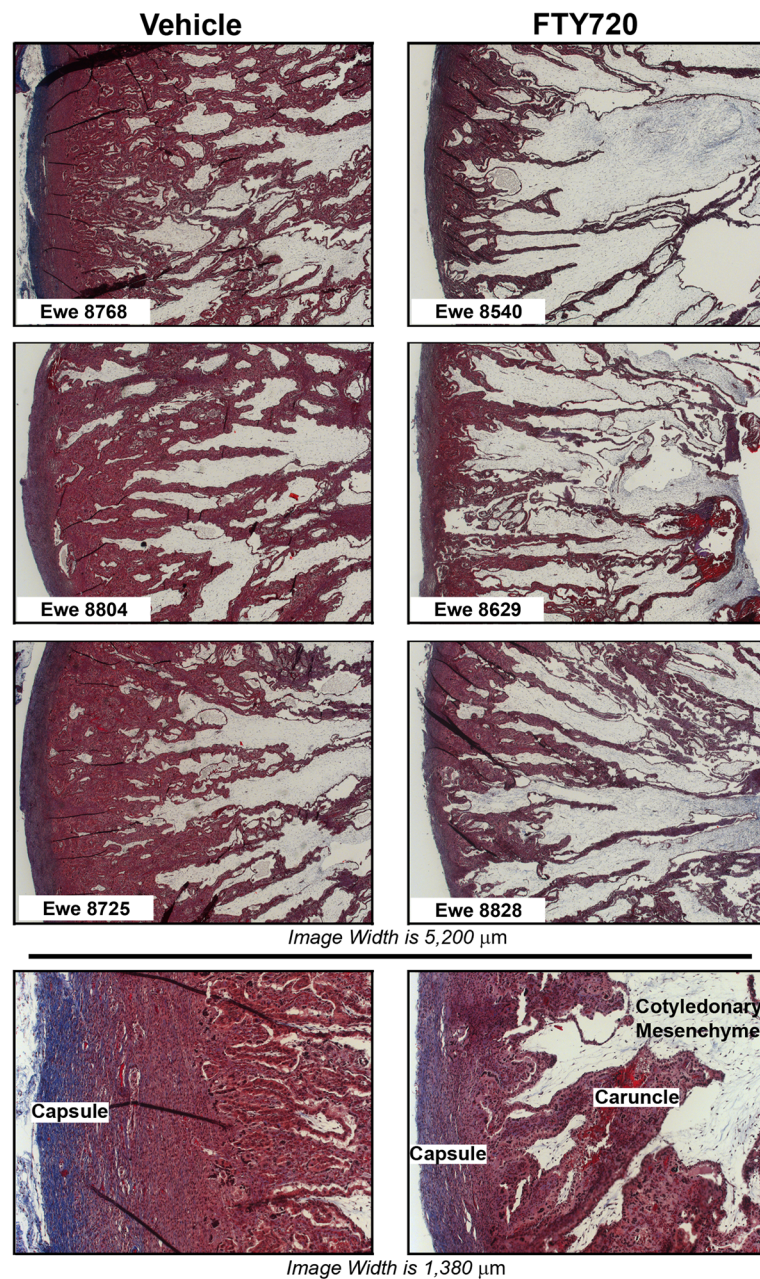 Vehicle
FTY720
Ewe 8768
Ewe 8540
Ewe 8804
Ewe 8629
Ewe 8725
Ewe 8828
Image Width is 5,200 μm
Capsule
Cotyledonary
Mesenchyme
Caruncle
Capsule
Image Width is 1,380 μm